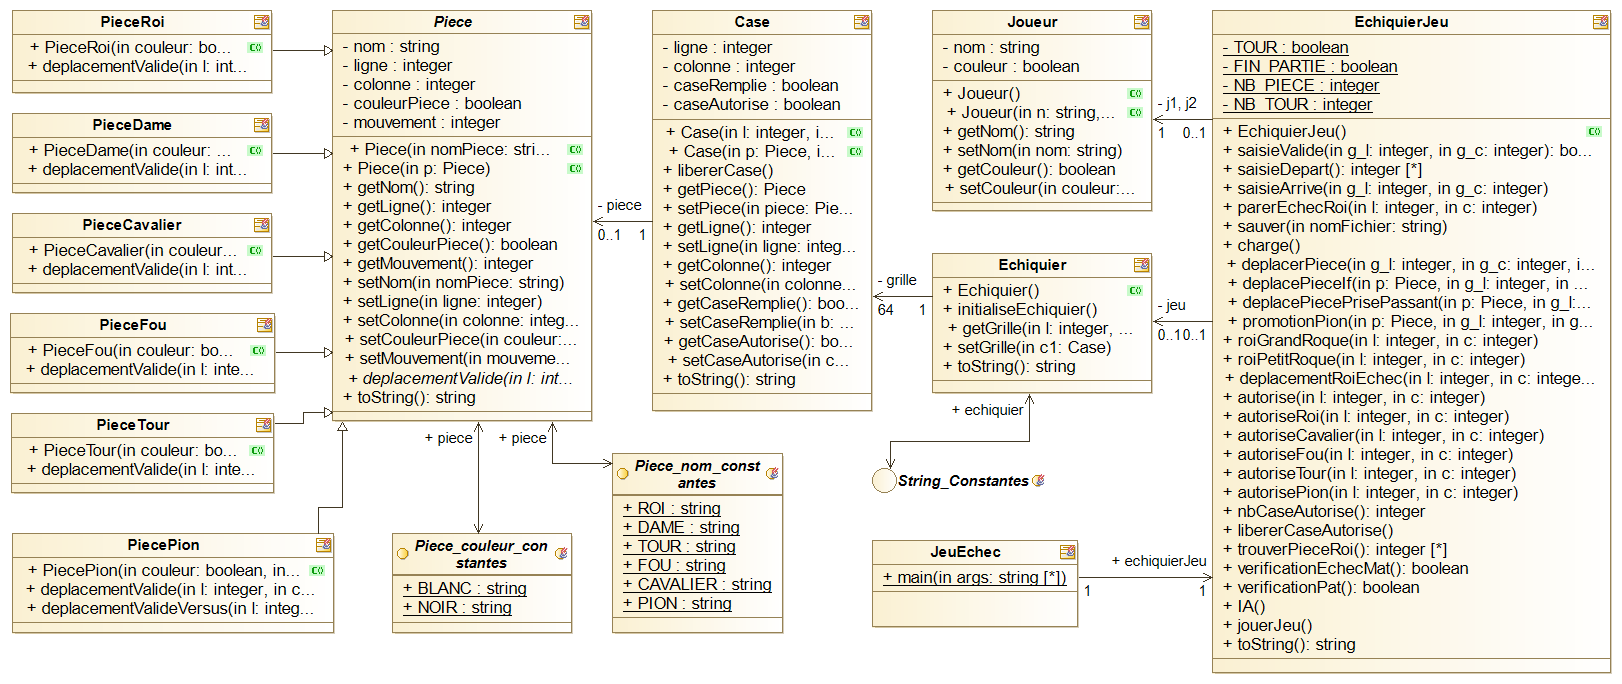 PieceRoi
+ PieceRoi(in couleur: bo...
+ deplacementValide(in l: int...
PieceDame
+ PieceDame(in couleur: ...
+ deplacementValide(in l: int...
PieceCavalier
+ PieceCavalier(in couleur...
+ deplacementValide(in l: int...
PieceFou
+ PieceFou(in couleur: bo...
+ deplacementValide(in l: inte...
PieceTour
+ PieceTour(in couleur: bo...
+ deplacementValide(in l: inte...
PiecePion
+ PiecePion(in couleur: boolean, in...
+ deplacementValide(in l: integer, in c...
+ deplacementValideVersus(in l: integ...
Piece
- nom : string
- ligne : integer
- colonne : integer
- couleurPiece : boolean
- mouvement : integer
+ Piece(in nomPiece: stri...
+ Piece(in p: Piece)
+ getNom(): string
+ getLigne(): integer
+ getColonne(): integer
+ getCouleurPiece(): boolean
+ getMouvement(): integer
+ setNom(in nomPiece: string)
+ setLigne(in ligne: integer)
+ setColonne(in colonne: integ...
+ setCouleurPiece(in couleur:...
+ setMouvement(in mouveme...
+ deplacementValide(in l: int...
+ toString(): string
+ piece
+ piece
Piece_couleur_con
stantes
+ BLANC : string
+ NOIR : string
Piece_nom_const
antes
+ ROI : string
+ DAME : string
+ TOUR : string
+ FOU : string
+ CAVALIER : string
+ PION : string
- piece
0..1 1
Case
- ligne : integer
- colonne : integer
- caseRemplie : boolean
- caseAutorise : boolean
+ Case(in l: integer, i...
+ Case(in p: Piece, i...
+ libererCase()
+ getPiece(): Piece
+ setPiece(in piece: Pie...
+ getLigne(): integer
+ setLigne(in ligne: integ...
+ getColonne(): integer
+ setColonne(in colonne...
+ getCaseRemplie(): boo...
+ setCaseRemplie(in b: ...
+ getCaseAutorise(): bo...
+ setCaseAutorise(in c...
+ toString(): string
- grille
64 1
Joueur
- nom : string
- couleur : boolean
+ Joueur()
+ Joueur(in n: string,...
+ getNom(): string
+ setNom(in nom: string)
+ getCouleur(): boolean
+ setCouleur(in couleur:...
- j1, j2
1 0..1
Echiquier
+ Echiquier()
+ initialiseEchiquier()
+ getGrille(in l: integer, ...
+ setGrille(in c1: Case)
+ toString(): string
- jeu
0..10..1
+ echiquier
String_Constantes
JeuEchec
+ main(in args: string [*])
+ echiquierJeu
1 1
EchiquierJeu
- TOUR : boolean
- FIN_PARTIE : boolean
- NB_PIECE : integer
- NB_TOUR : integer
+ EchiquierJeu()
+ saisieValide(in g_l: integer, in g_c: integer): bo...
+ saisieDepart(): integer [*]
+ saisieArrive(in g_l: integer, in g_c: integer)
+ parerEchecRoi(in l: integer, in c: integer)
+ sauver(in nomFichier: string)
+ charge()
+ deplacerPiece(in g_l: integer, in g_c: integer, i...
+ deplacePieceIf(in p: Piece, in g_l: integer, in ...
+ deplacePiecePrisePassant(in p: Piece, in g_l:...
+ promotionPion(in p: Piece, in g_l: integer, in g...
+ roiGrandRoque(in l: integer, in c: integer)
+ roiPetitRoque(in l: integer, in c: integer)
+ deplacementRoiEchec(in l: integer, in c: intege...
+ autorise(in l: integer, in c: integer)
+ autoriseRoi(in l: integer, in c: integer)
+ autoriseCavalier(in l: integer, in c: integer)
+ autoriseFou(in l: integer, in c: integer)
+ autoriseTour(in l: integer, in c: integer)
+ autorisePion(in l: integer, in c: integer)
+ nbCaseAutorise(): integer
+ libererCaseAutorise()
+ trouverPieceRoi(): integer [*]
+ verificationEchecMat(): boolean
+ verificationPat(): boolean
+ IA()
+ jouerJeu()
+ toString(): string